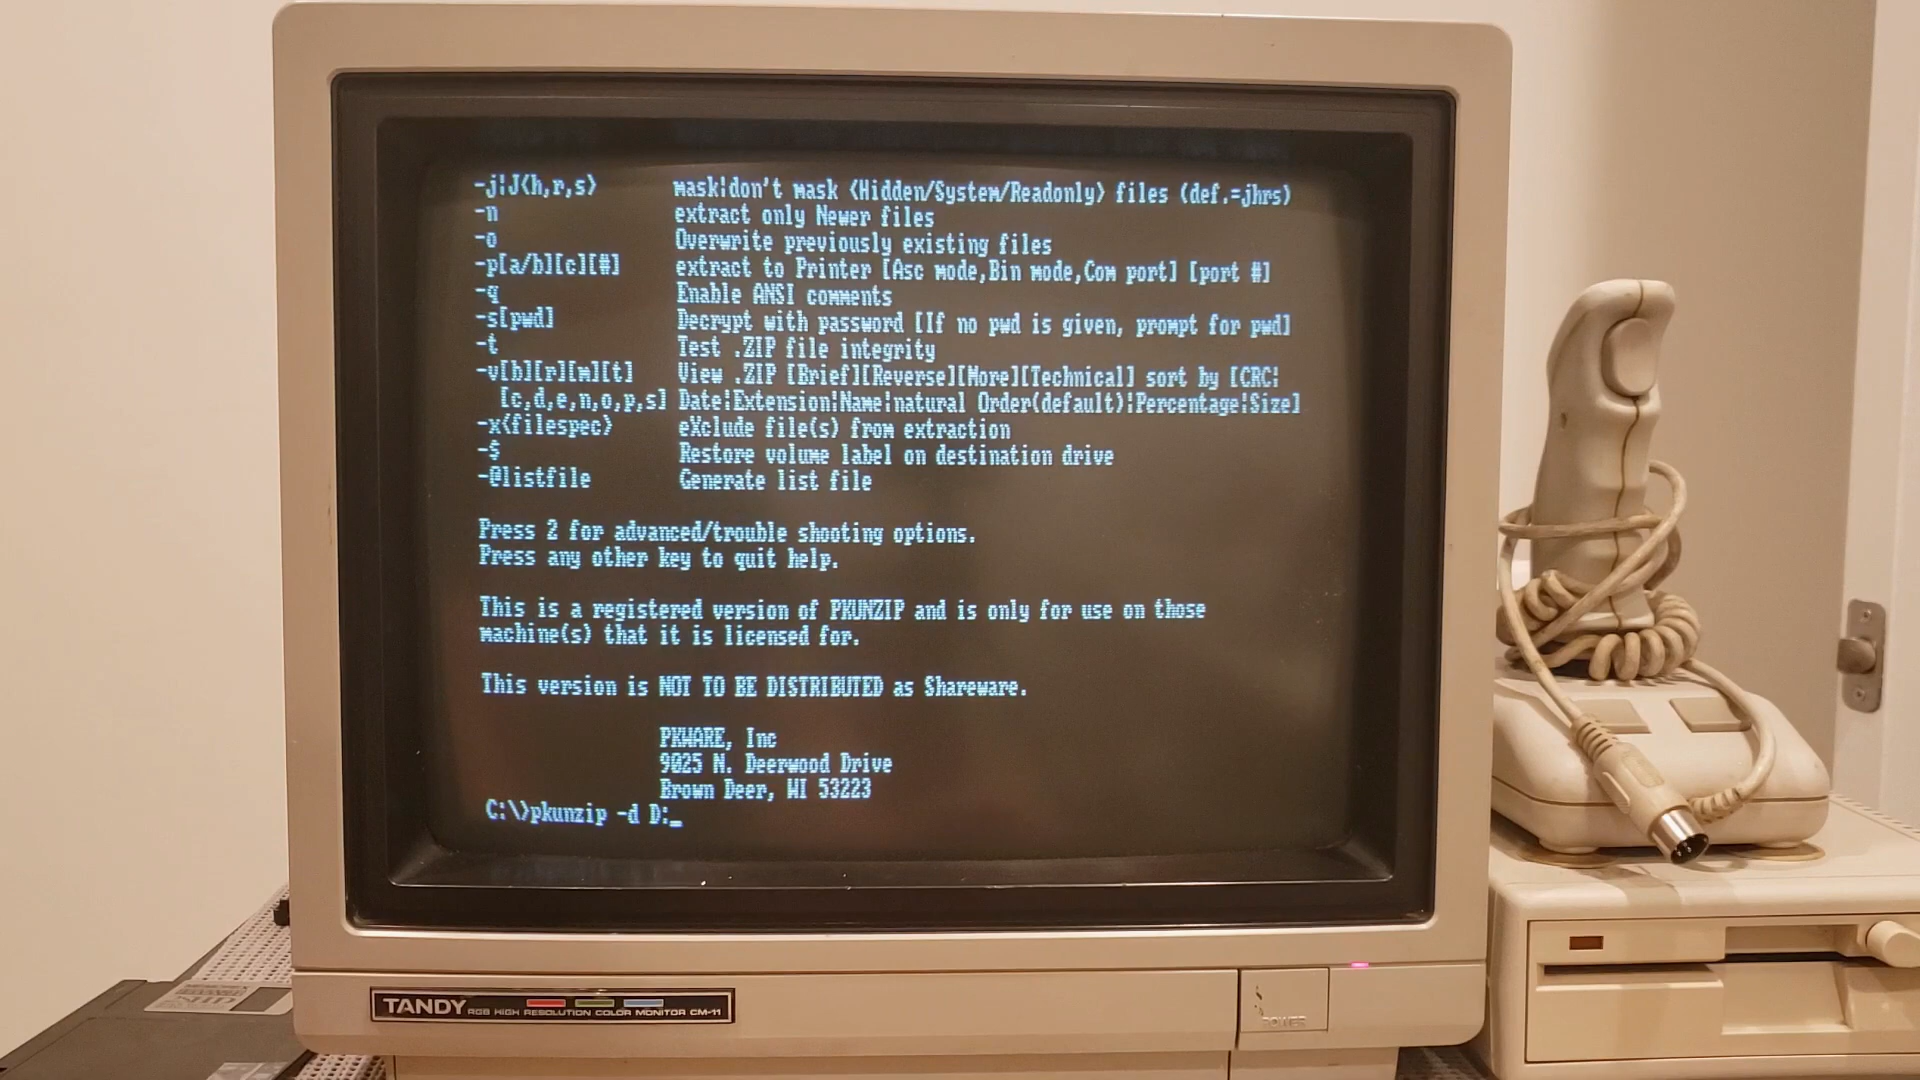 -j¦J<h,r,s> mask¦don't mask <Hidden/System/Readonly> files (def.=jhrs)
-n extract only Newer files
-o Overwrite previously existing files
-p[a/b][c][#] extract to Printer [Asc mode,Bin mode,Com port] [port #]
-q Enable ANSI comments
-s[pwd] Decrypt with password [If no pwd is given, prompt for pwd]
-t Test .ZIP file integrity
-v[b][r][m][t] View .ZIP [Brief][Reverse][More][Technical] sort by [CRC¦
[c,d,e,n,o,p,s] Date¦Extension¦Name¦natural Order(default)¦Percentage¦Size]
-x<filespec> eXclude file(s) from extraction
-$ Restore volume label on destination drive
-@listfile Generate list file
Press 2 for advanced/trouble shooting options.
Press any other key to quit help.
This is a registered version of PKUNZIP and is only for use on those
machine(s) that it is licensed for.
This version is NOT TO BE DISTRIBUTED as Shareware.
PKWARE, Inc
9025 N. Deerwood Drive
Brown Deer, WI 53223
C:\>pkunzip -d D:_
TANDY RGB HIGH RESOLUTION COLOR MONITOR CM-11
POWER